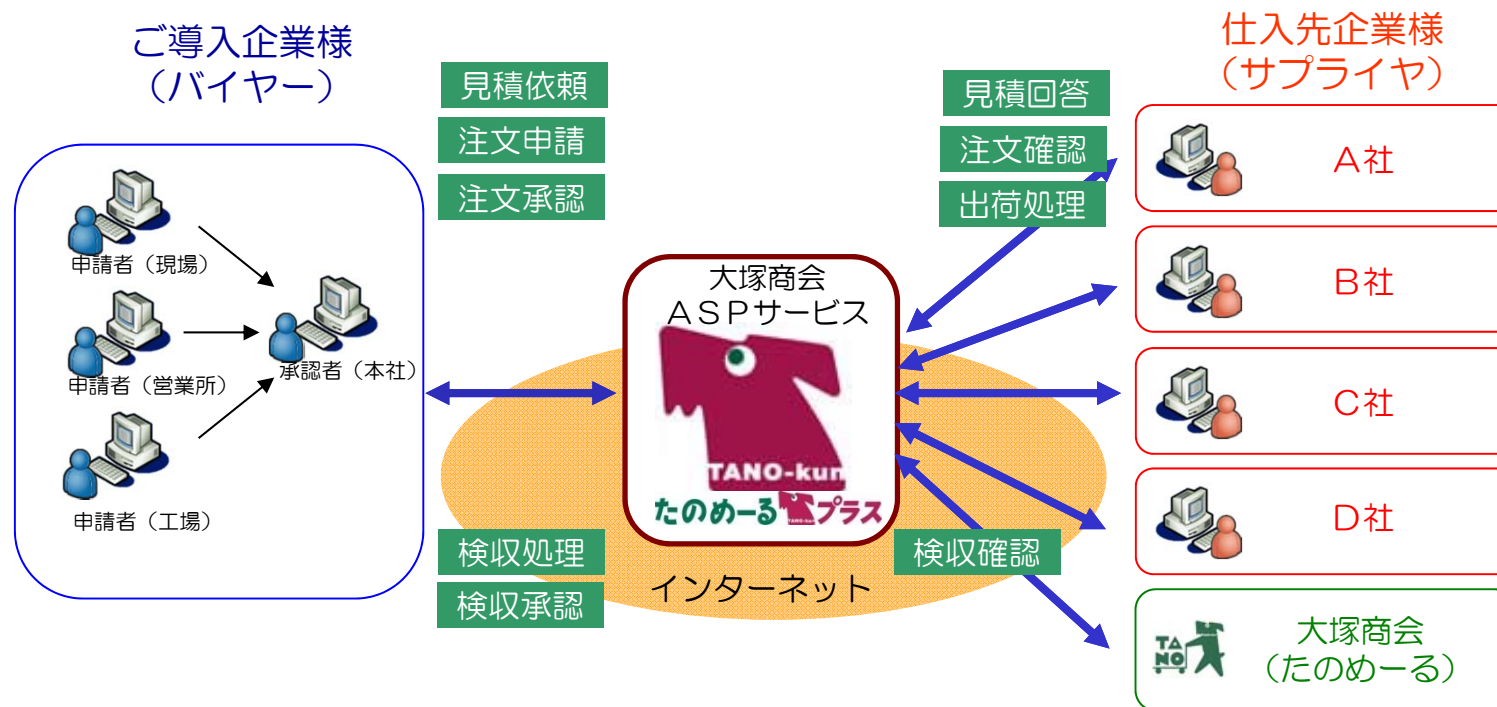 ご導入企業様
（バイヤー）
申請者（現場）
申請者（営業所）
申請者（工場）
承認者（本社）
見積依頼
注文申請
注文承認
検収処理
検収承認
大塚商会
ＡＳＰサービス
TANO-kun
たのめーる プラス
インターネット
見積回答
注文確認
出荷処理
検収確認
仕入先企業様
（サプライヤ）
Ａ社
Ｂ社
Ｃ社
Ｄ社
TANO
大塚商会
（たのめーる）